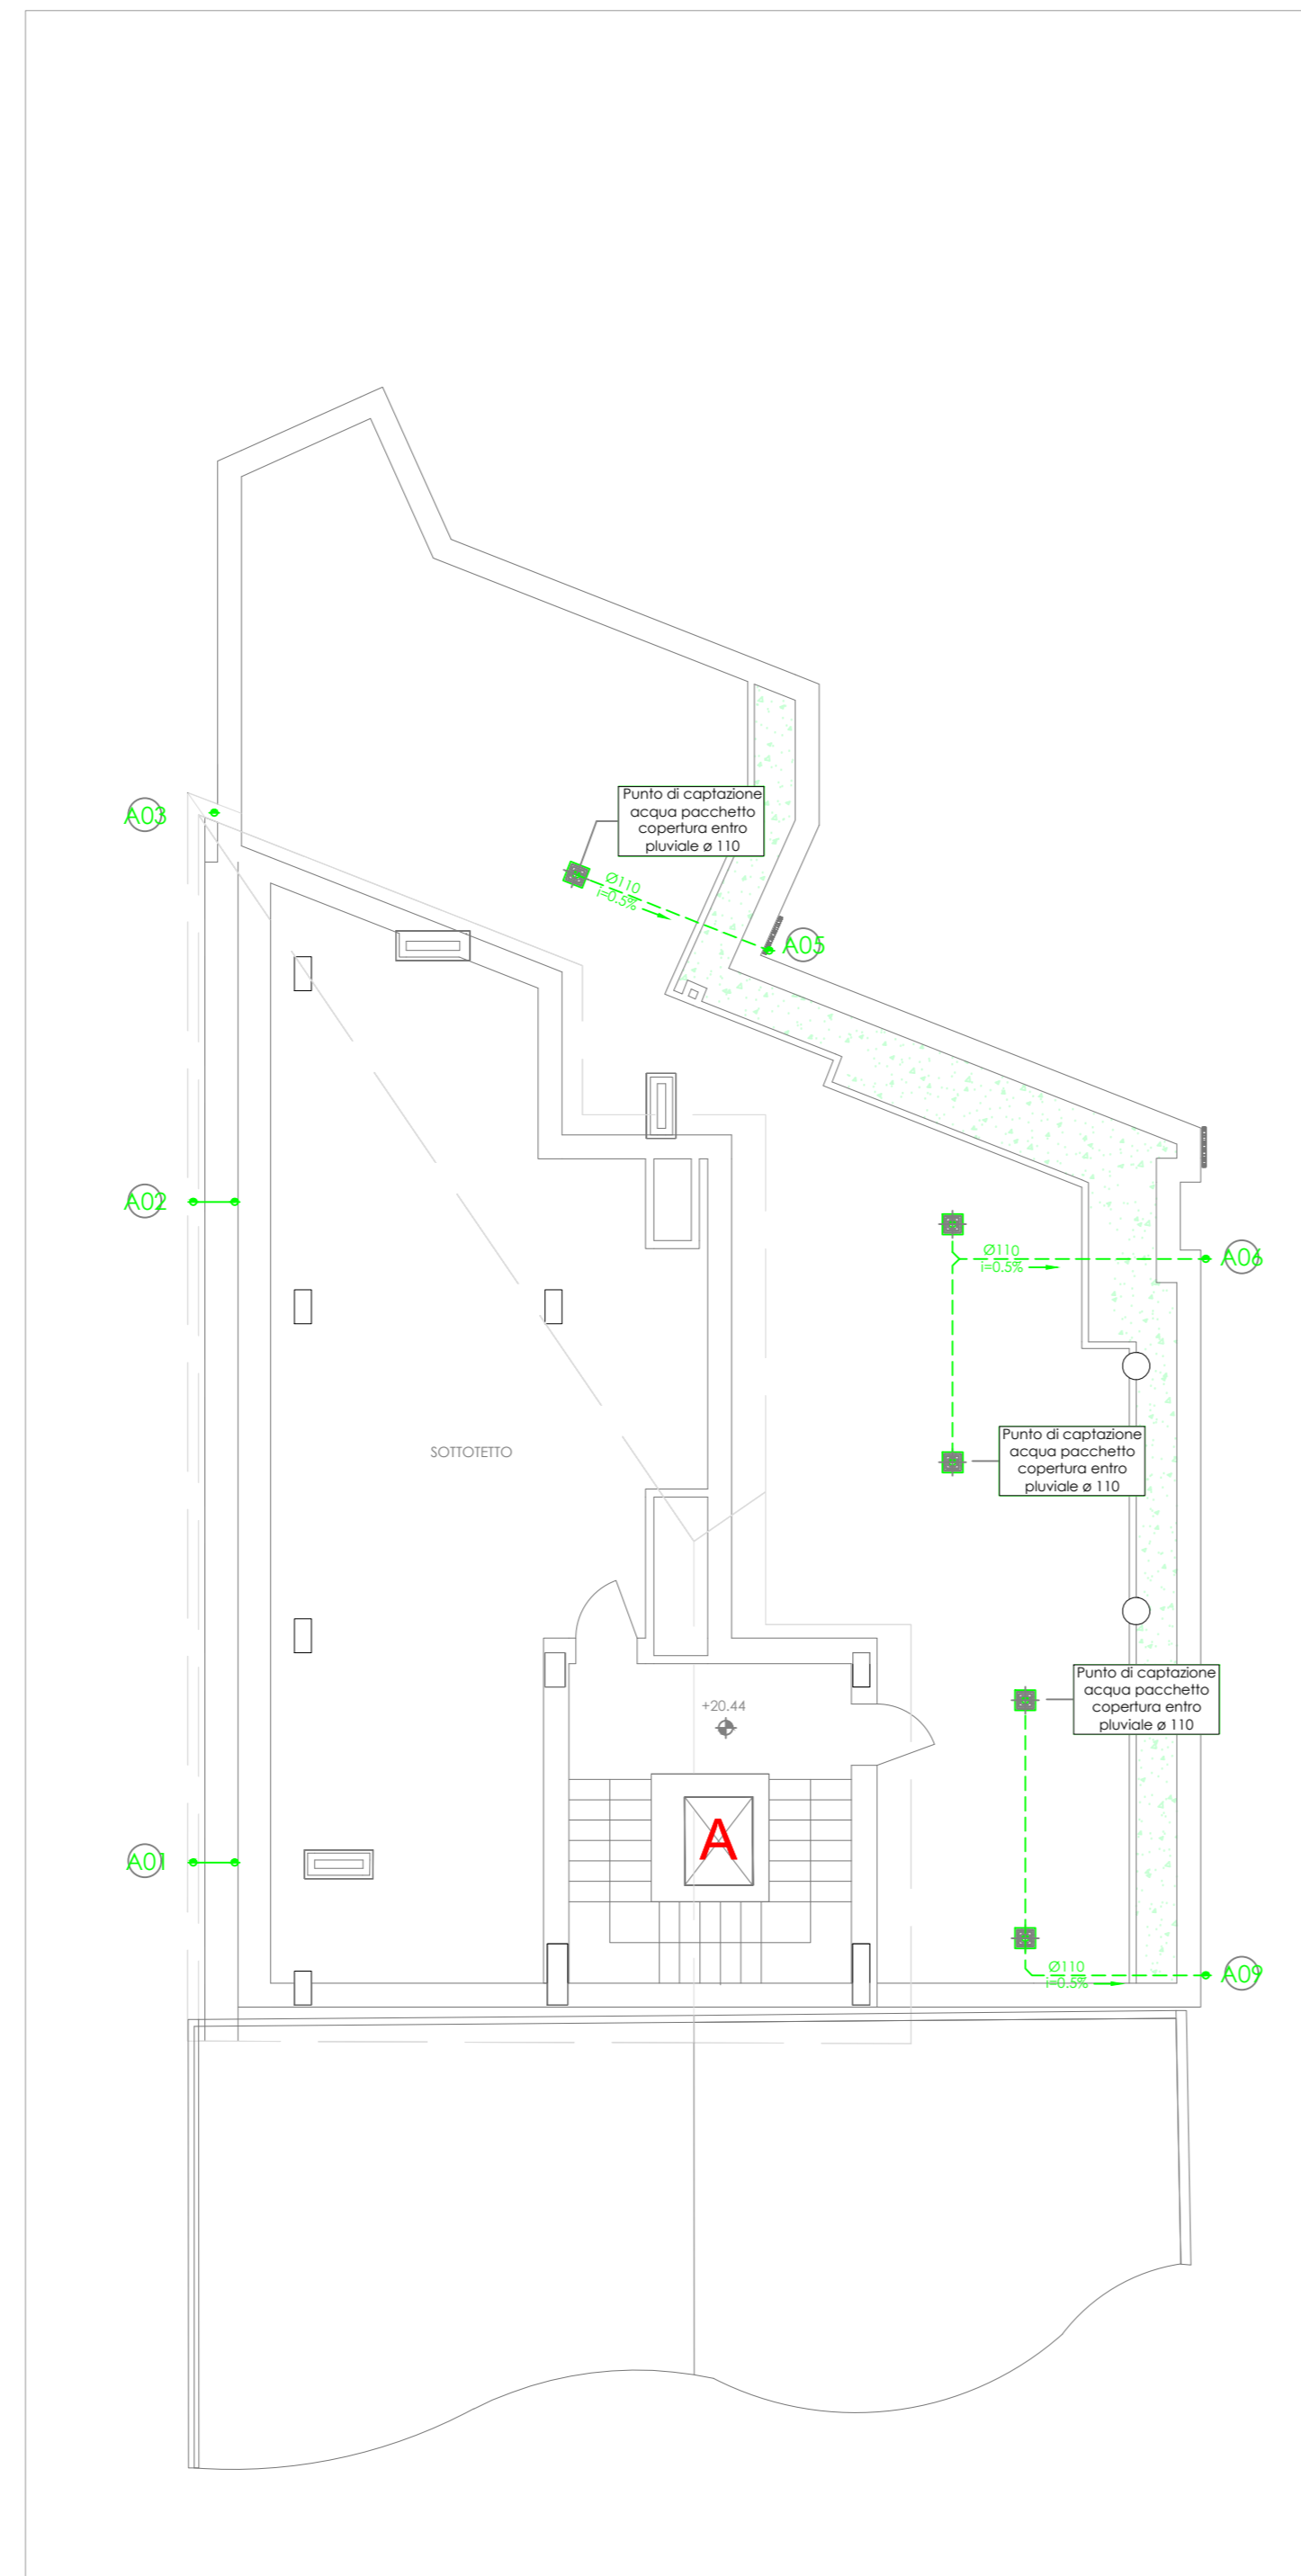 Punto di captazione
acqua pacchetto
copertura entro
pluviale ø 110
A03
Ø110
i=0.5%
A05
A02
Ø110
i=0.5%
A06
SOTTOTETTO
Punto di captazione
acqua pacchetto
copertura entro
pluviale ø 110
Punto di captazione
acqua pacchetto
copertura entro
pluviale ø 110
+20.44
A
A01
Ø110
i=0.5%
A09